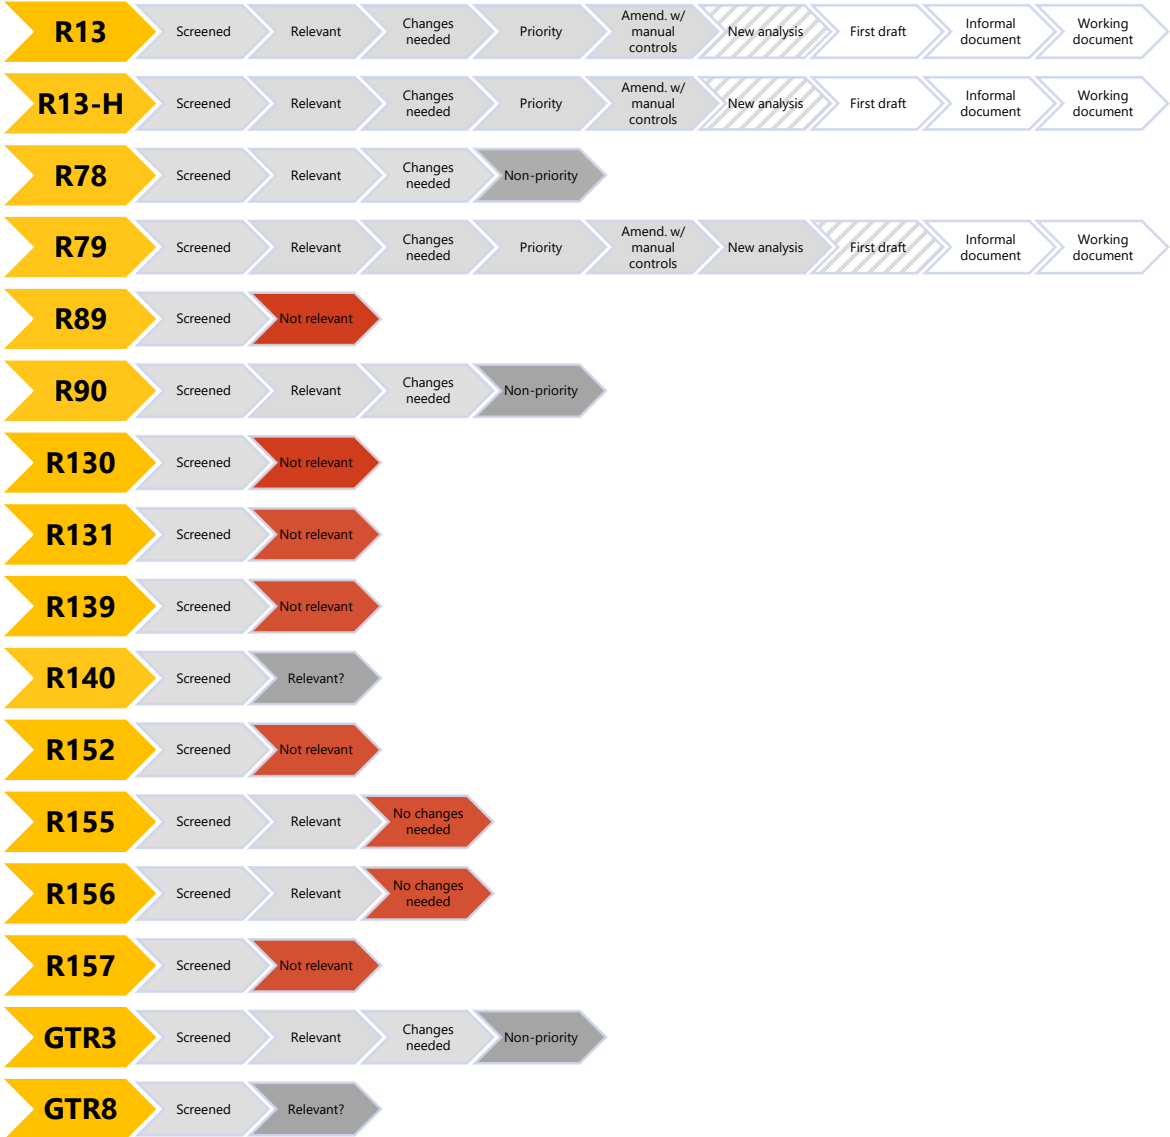 R13 Screened Relevant Changes needed Priority Amend. w/ manual controls New analysis First draft Informal document Working document
R13-H Screened Relevant Changes needed Priority Amend. w/ manual controls New analysis First draft Informal document Working document
R78 Screened Relevant Changes needed Non-priority
R79 Screened Relevant Changes needed Priority Amend. w/ manual controls New analysis First draft Informal document Working document
R89 Screened Not relevant
R90 Screened Relevant Changes needed Non-priority
R130 Screened Not relevant
R131 Screened Not relevant
R139 Screened Not relevant
R140 Screened Relevant?
R152 Screened Not relevant
R155 Screened Relevant No changes needed
R156 Screened Relevant No changes needed
R157 Screened Not relevant
GTR3 Screened Relevant Changes needed Non-priority
GTR8 Screened Relevant?